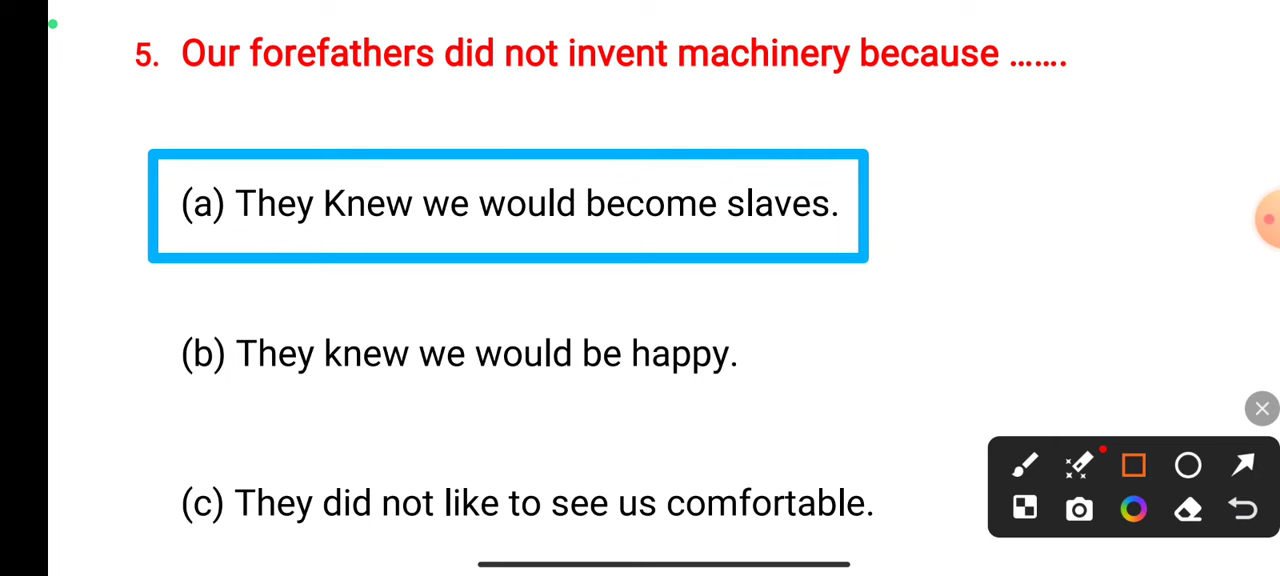 5. Our forefathers did not invent machinery because .......
(a) They Knew we would become slaves.
(b) They knew we would be happy.
(c) They did not like to see us comfortable.